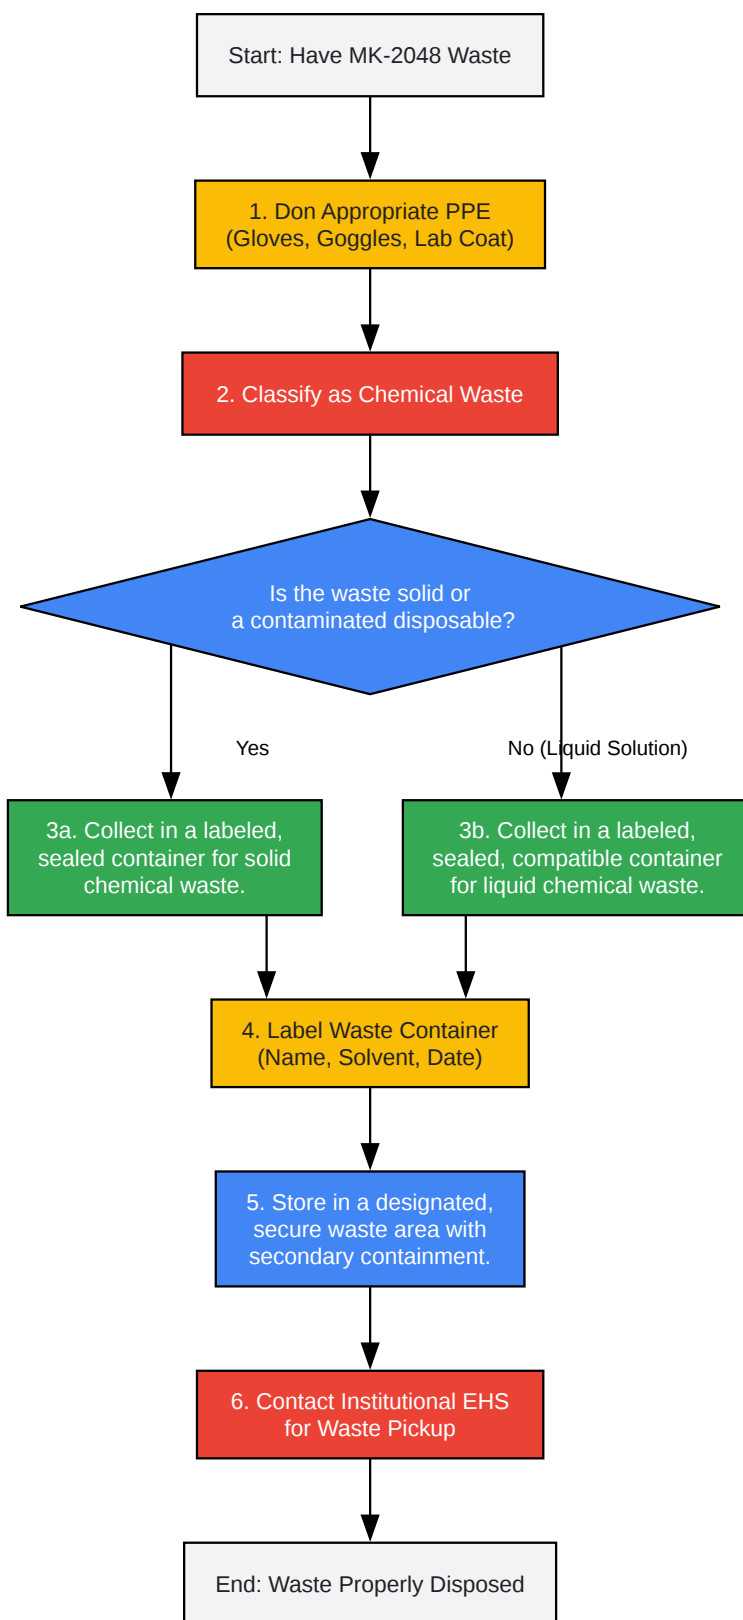 Start: Have MK-2048 Waste
1. Don Appropriate PPE
(Gloves, Goggles, Lab Coat)
2. Classify as Chemical Waste
Is the waste solid or
a contaminated disposable?
Yes
No (Liquid Solution)
3a. Collect in a labeled,
sealed container for solid
chemical waste.
3b. Collect in a labeled,
sealed, compatible container
for liquid chemical waste.
4. Label Waste Container
(Name, Solvent, Date)
5. Store in a designated,
secure waste area with
secondary containment.
6. Contact Institutional EHS
for Waste Pickup
End: Waste Properly Disposed